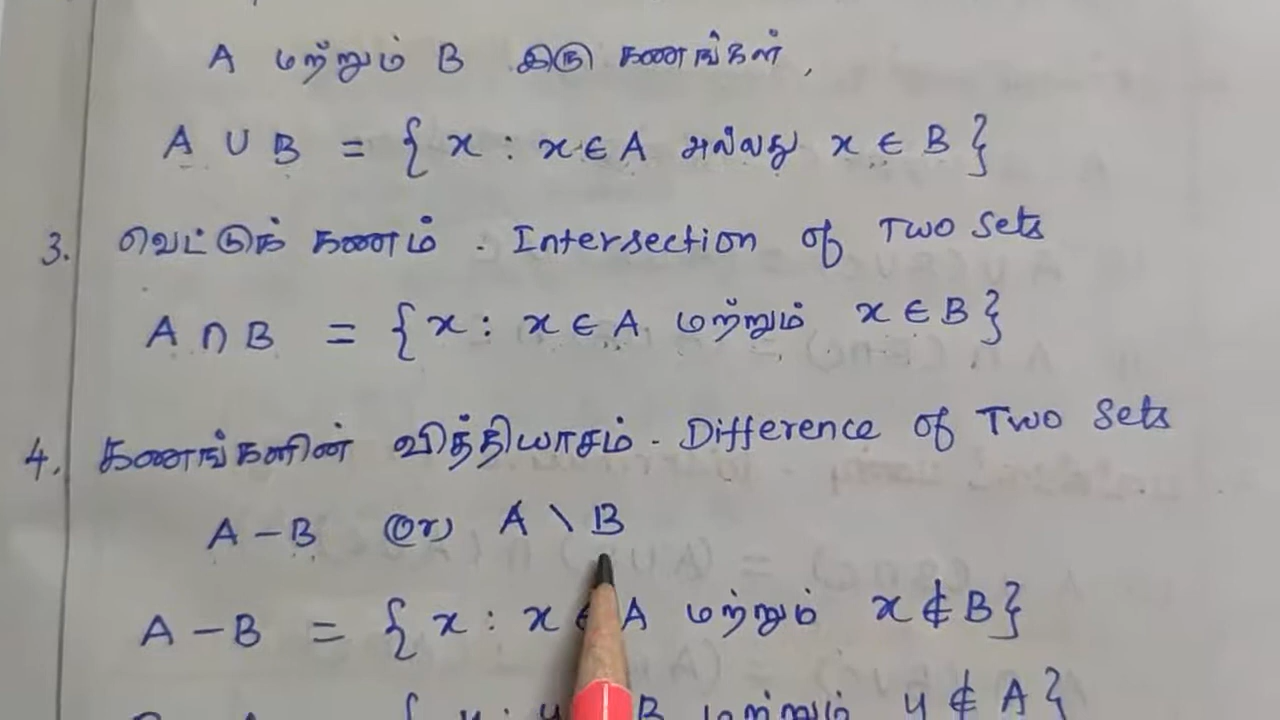 A மற்றும் B இரு கணங்கள்,
A ∪ B = { x : x ∈ A அல்லது x ∈ B }
3. வெட்டுக் கணம் . Intersection of Two Sets
A ∩ B = { x : x ∈ A மற்றும் x ∈ B }
4. கணங்களின் வித்தியாசம் - Difference of Two Sets
A - B (or) A \ B
A - B = { x : x ∈ A மற்றும் x ∉ B }
{ y : y B மற்றும் y ∉ A }